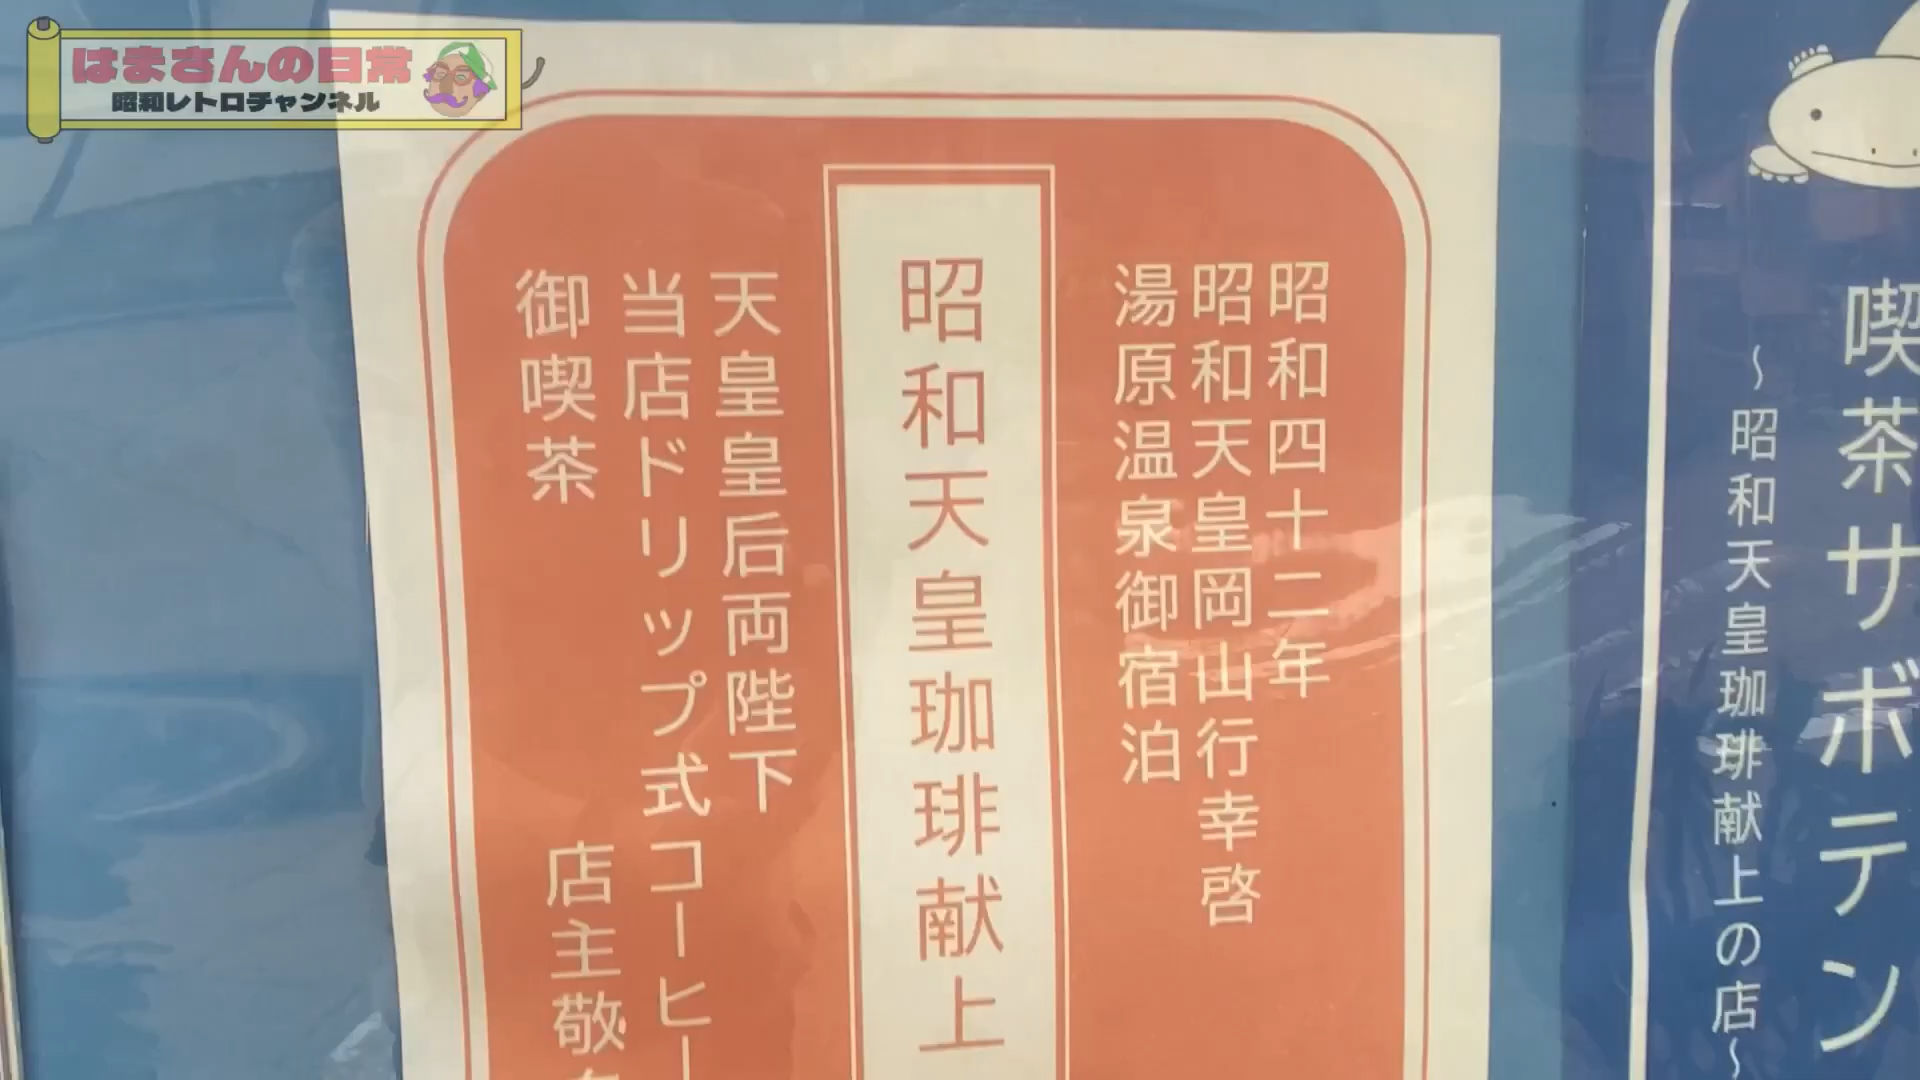 はまさんの日常
昭和レトロチャンネル
昭和四十二年
昭和天皇岡山行幸啓
湯原温泉御宿泊
昭和天皇珈琲献上
天皇皇后両陛下
当店ドリップ式コーヒー
御喫茶
店主敬
喫茶サボテン
～昭和天皇珈琲献上の店～